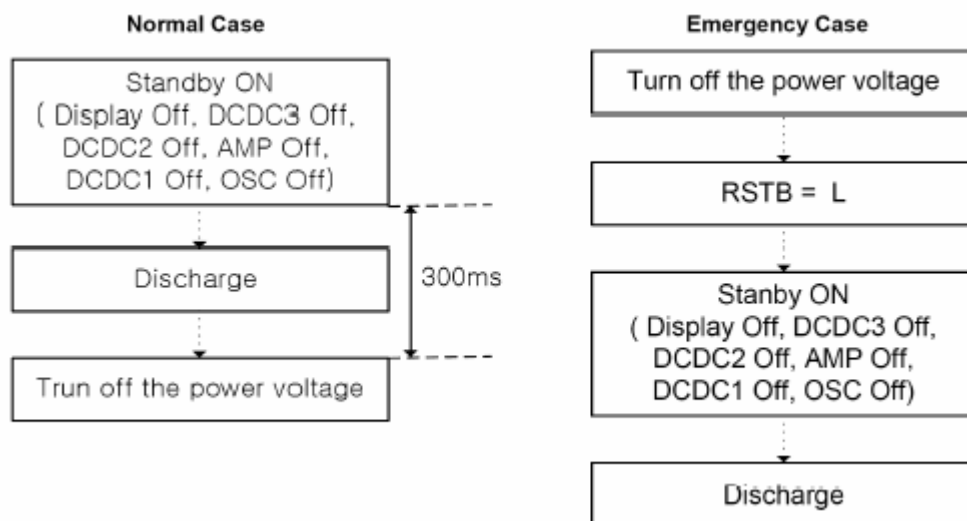 Normal Case
Standby ON
( Display Off, DCDC3 Off,
DCDC2 Off, AMP Off,
DCDC1 Off, OSC Off)
Discharge
300ms
Trun off the power voltage
Emergency Case
Turn off the power voltage
RSTB = L
Stanby ON
( Display Off, DCDC3 Off,
DCDC2 Off, AMP Off,
DCDC1 Off, OSC Off)
Discharge